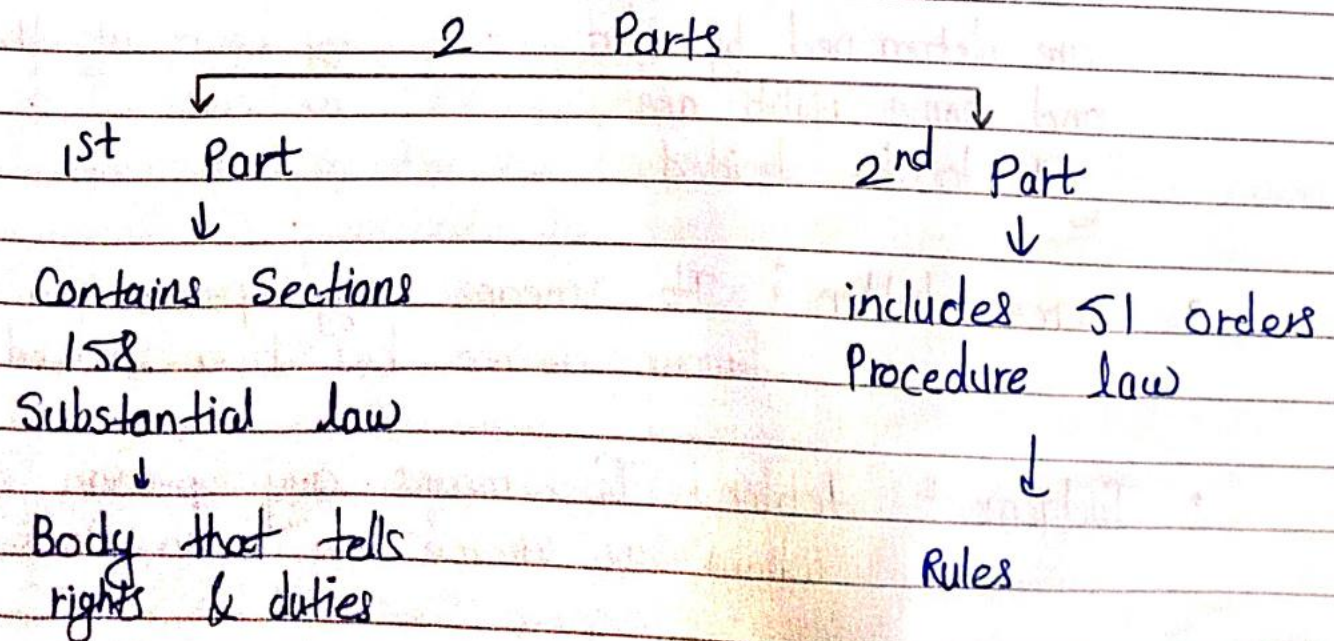 2 Parts
1st Part
2nd Part
Contains Sections
158.
Substantial law
includes 51 orders
Procedure law
Body that tells
rights & duties
Rules